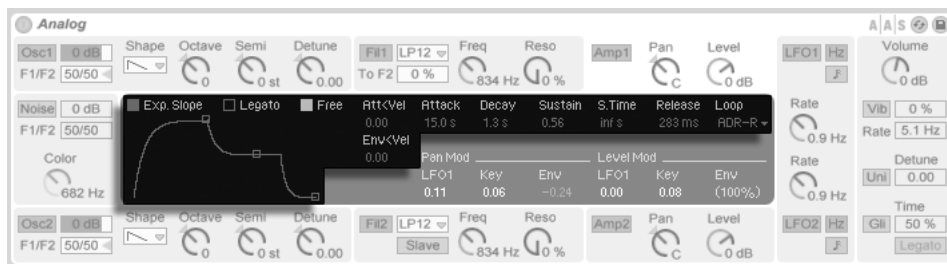 Analog AAS
Osc1 0 dB Shape Octave Semi Detune Fil1 LP12 Freq Reso Amp1 Pan Level LFO1 Hz Volume
F1/F2 50/50 0 0 st 0.00 To F2 0 % 834 Hz 0 % C 0 dB 0 dB
Noise 0 dB Exp. Slope Legato Free Att<Vel Attack Decay Sustain S.Time Release Loop Rate Vib 0 %
F1/F2 50/50 0.00 15.0 s 1.3 s 0.56 inf s 283 ms ADR-R 0.9 Hz Rate 5.1 Hz
Env<Vel
Color 0.00 Pan Mod Level Mod Rate Detune
LFO1 Key Env LFO1 Key Env Uni 0.00
682 Hz 0.11 0.06 -0.24 0.00 0.08 (100%) 0.9 Hz
Time
Osc2 0 dB Shape Octave Semi Detune Fil2 LP12 Freq Reso Amp2 Pan Level LFO2 Hz Gli 50 %
F1/F2 50/50 0 0 st 0.00 Slave 834 Hz 0 % C 0 dB Legato